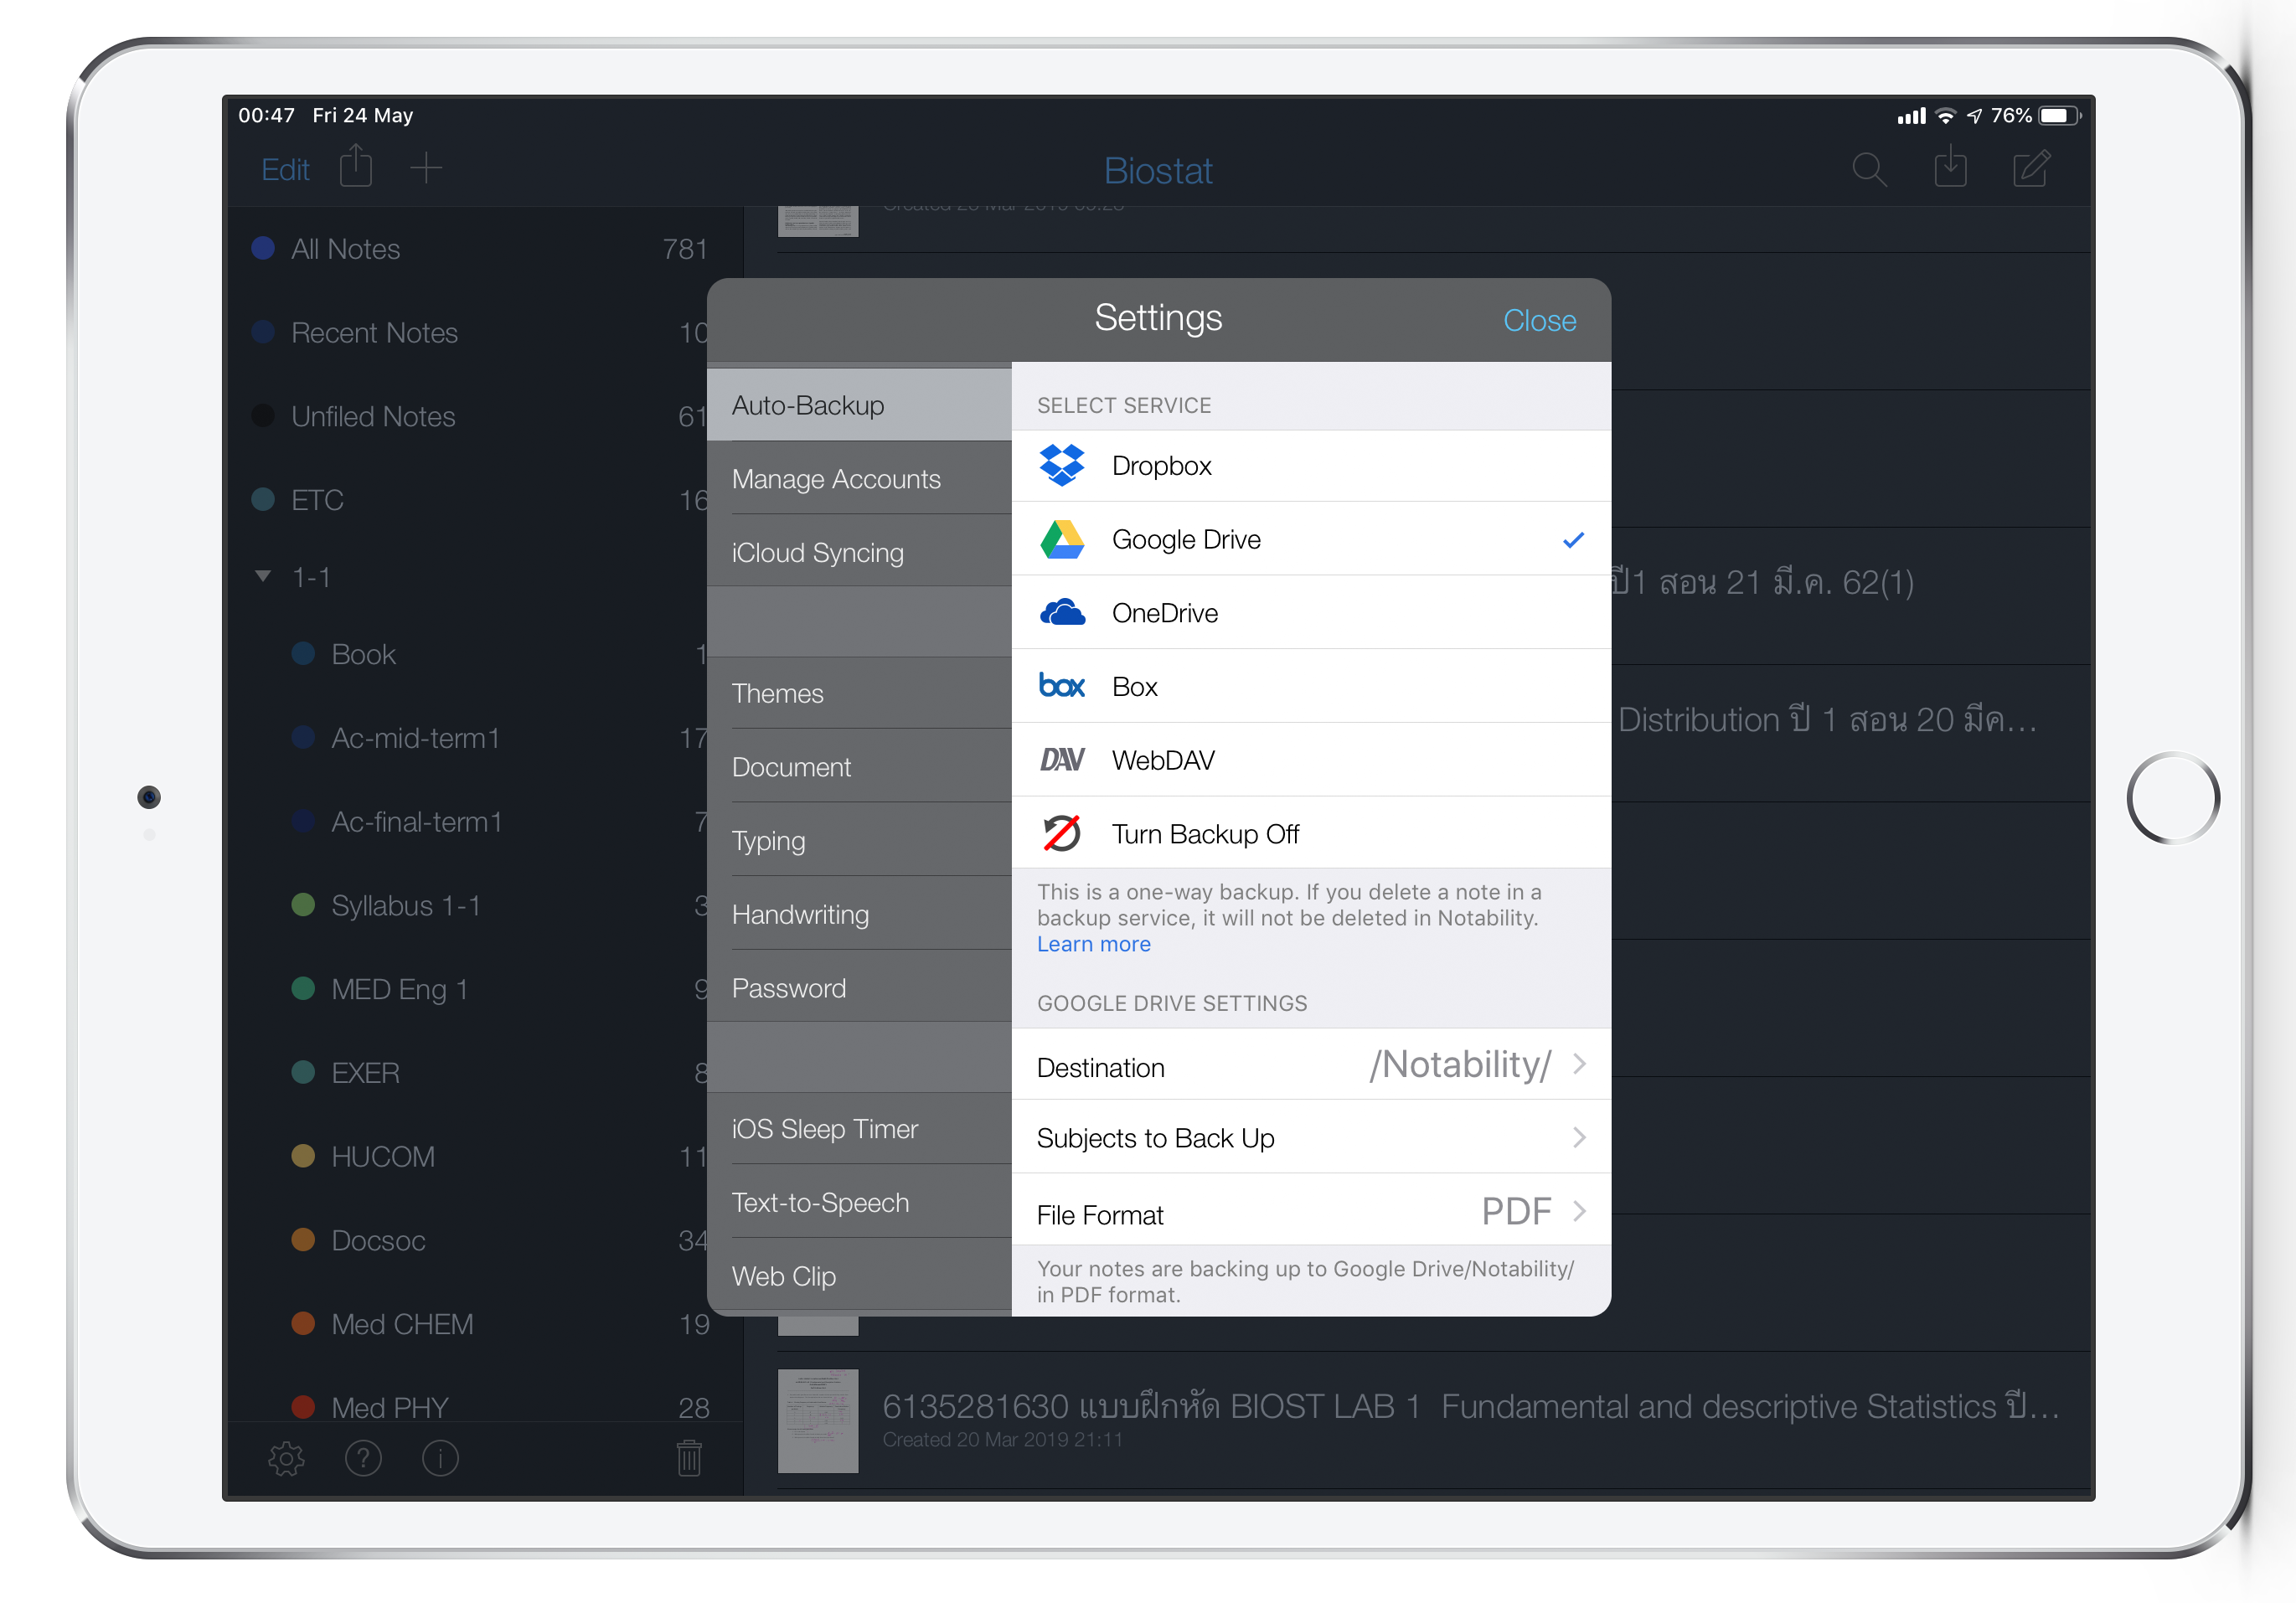 00:47 Fri 24 May
76%
Edit
Biostat
All Notes 781
Recent Notes 10
Unfiled Notes 61
ETC 16
1-1
Book 1
Ac-mid-term1 17
Ac-final-term1 7
Syllabus 1-1 3
MED Eng 1 9
EXER 8
HUCOM 11
Docsoc 34
Med CHEM 19
Med PHY 28
Settings
Close
Auto-Backup
Manage Accounts
iCloud Syncing
Themes
Document
Typing
Handwriting
Password
iOS Sleep Timer
Text-to-Speech
Web Clip
SELECT SERVICE
Dropbox
Google Drive
OneDrive
box Box
DAV WebDAV
Turn Backup Off
This is a one-way backup. If you delete a note in a
backup service, it will not be deleted in Notability.
Learn more
GOOGLE DRIVE SETTINGS
Destination /Notability/
Subjects to Back Up
File Format PDF
Your notes are backing up to Google Drive/Notability/
in PDF format.
ปี1 สอน 21 มี.ค. 62(1)
Distribution ปี 1 สอน 20 มีค...
6135281630 แบบฝึกหัด BIOST LAB 1 Fundamental and descriptive Statistics ปี...
Created 20 Mar 2019 21:11